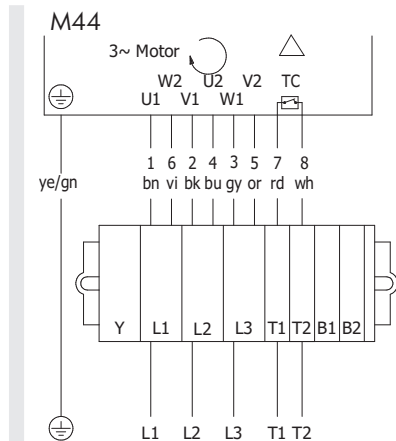 M44
3~ Motor
W2 U2 V2 TC
U1 V1 W1
1 6 2 4 3 5 7 8
ye/gn bn vi bk bu gy or rd wh
Y L1 L2 L3 T1 T2 B1 B2
L1 L2 L3 T1 T2